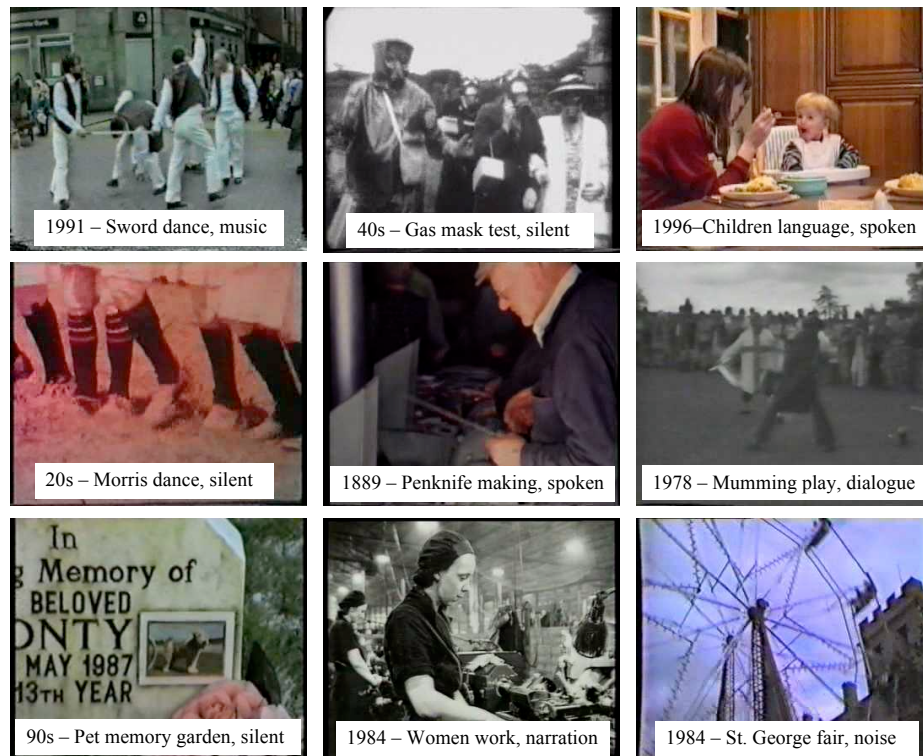 4
1991 – Sword dance, music
40s – Gas mask test, silent
1996–Children language, spoken
20s – Morris dance, silent
1889 – Penknife making, spoken
1978 – Mumming play, dialogue
In
g Memory of
BELOVED
ONTY
MAY 1987
13TH YEAR
90s – Pet memory garden, silent
1984 – Women work, narration
1984 – St. George fair, noise